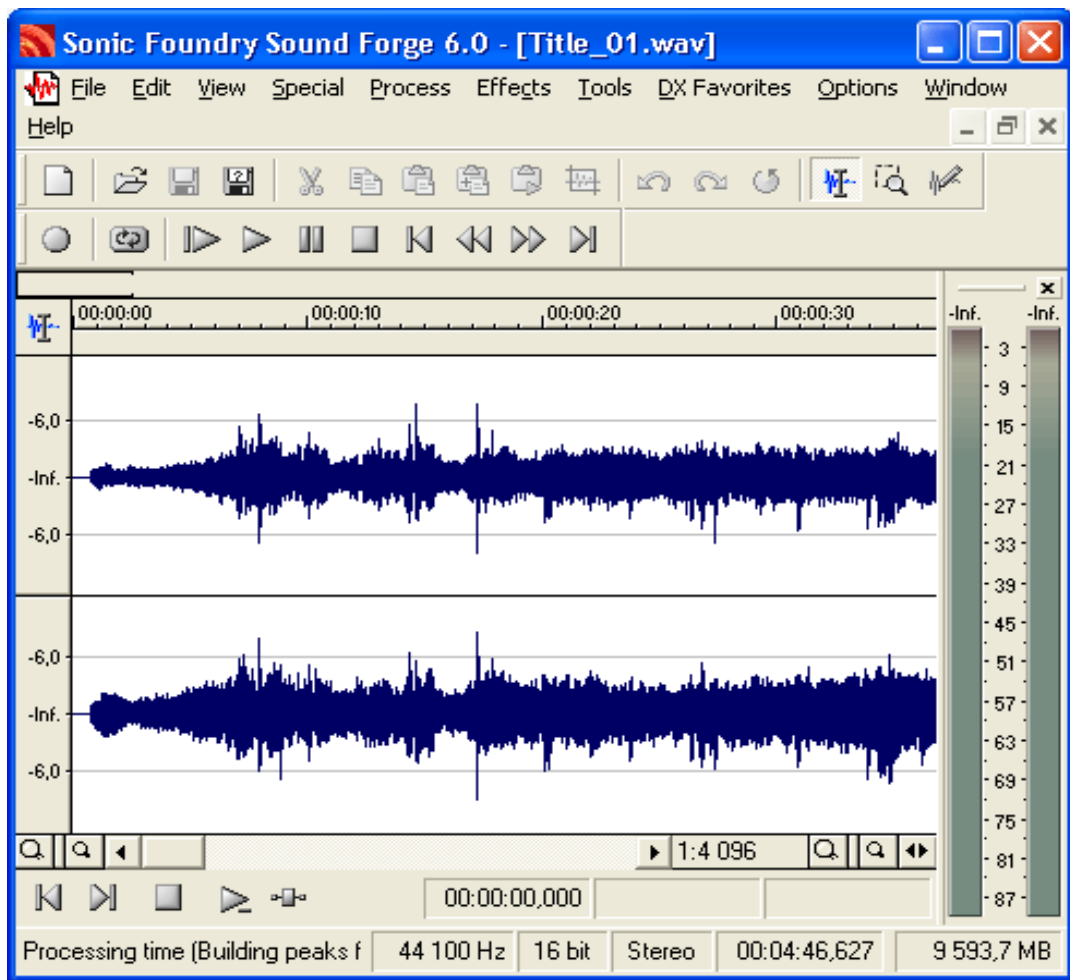 Sonic Foundry Sound Forge 6.0 - [Title_01.wav]
File Edit View Special Process Effects Tools DX Favorites Options Window
Help
00:00:00 00:00:10 00:00:20 00:00:30
-Inf. -Inf.
3
9
15
21
27
33
39
45
51
57
63
69
75
81
87
-6,0
-Inf.
-6,0
-6,0
-Inf.
-6,0
1:4 096
00:00:00,000
Processing time (Building peaks f 44 100 Hz 16 bit Stereo 00:04:46,627 9 593,7 MB